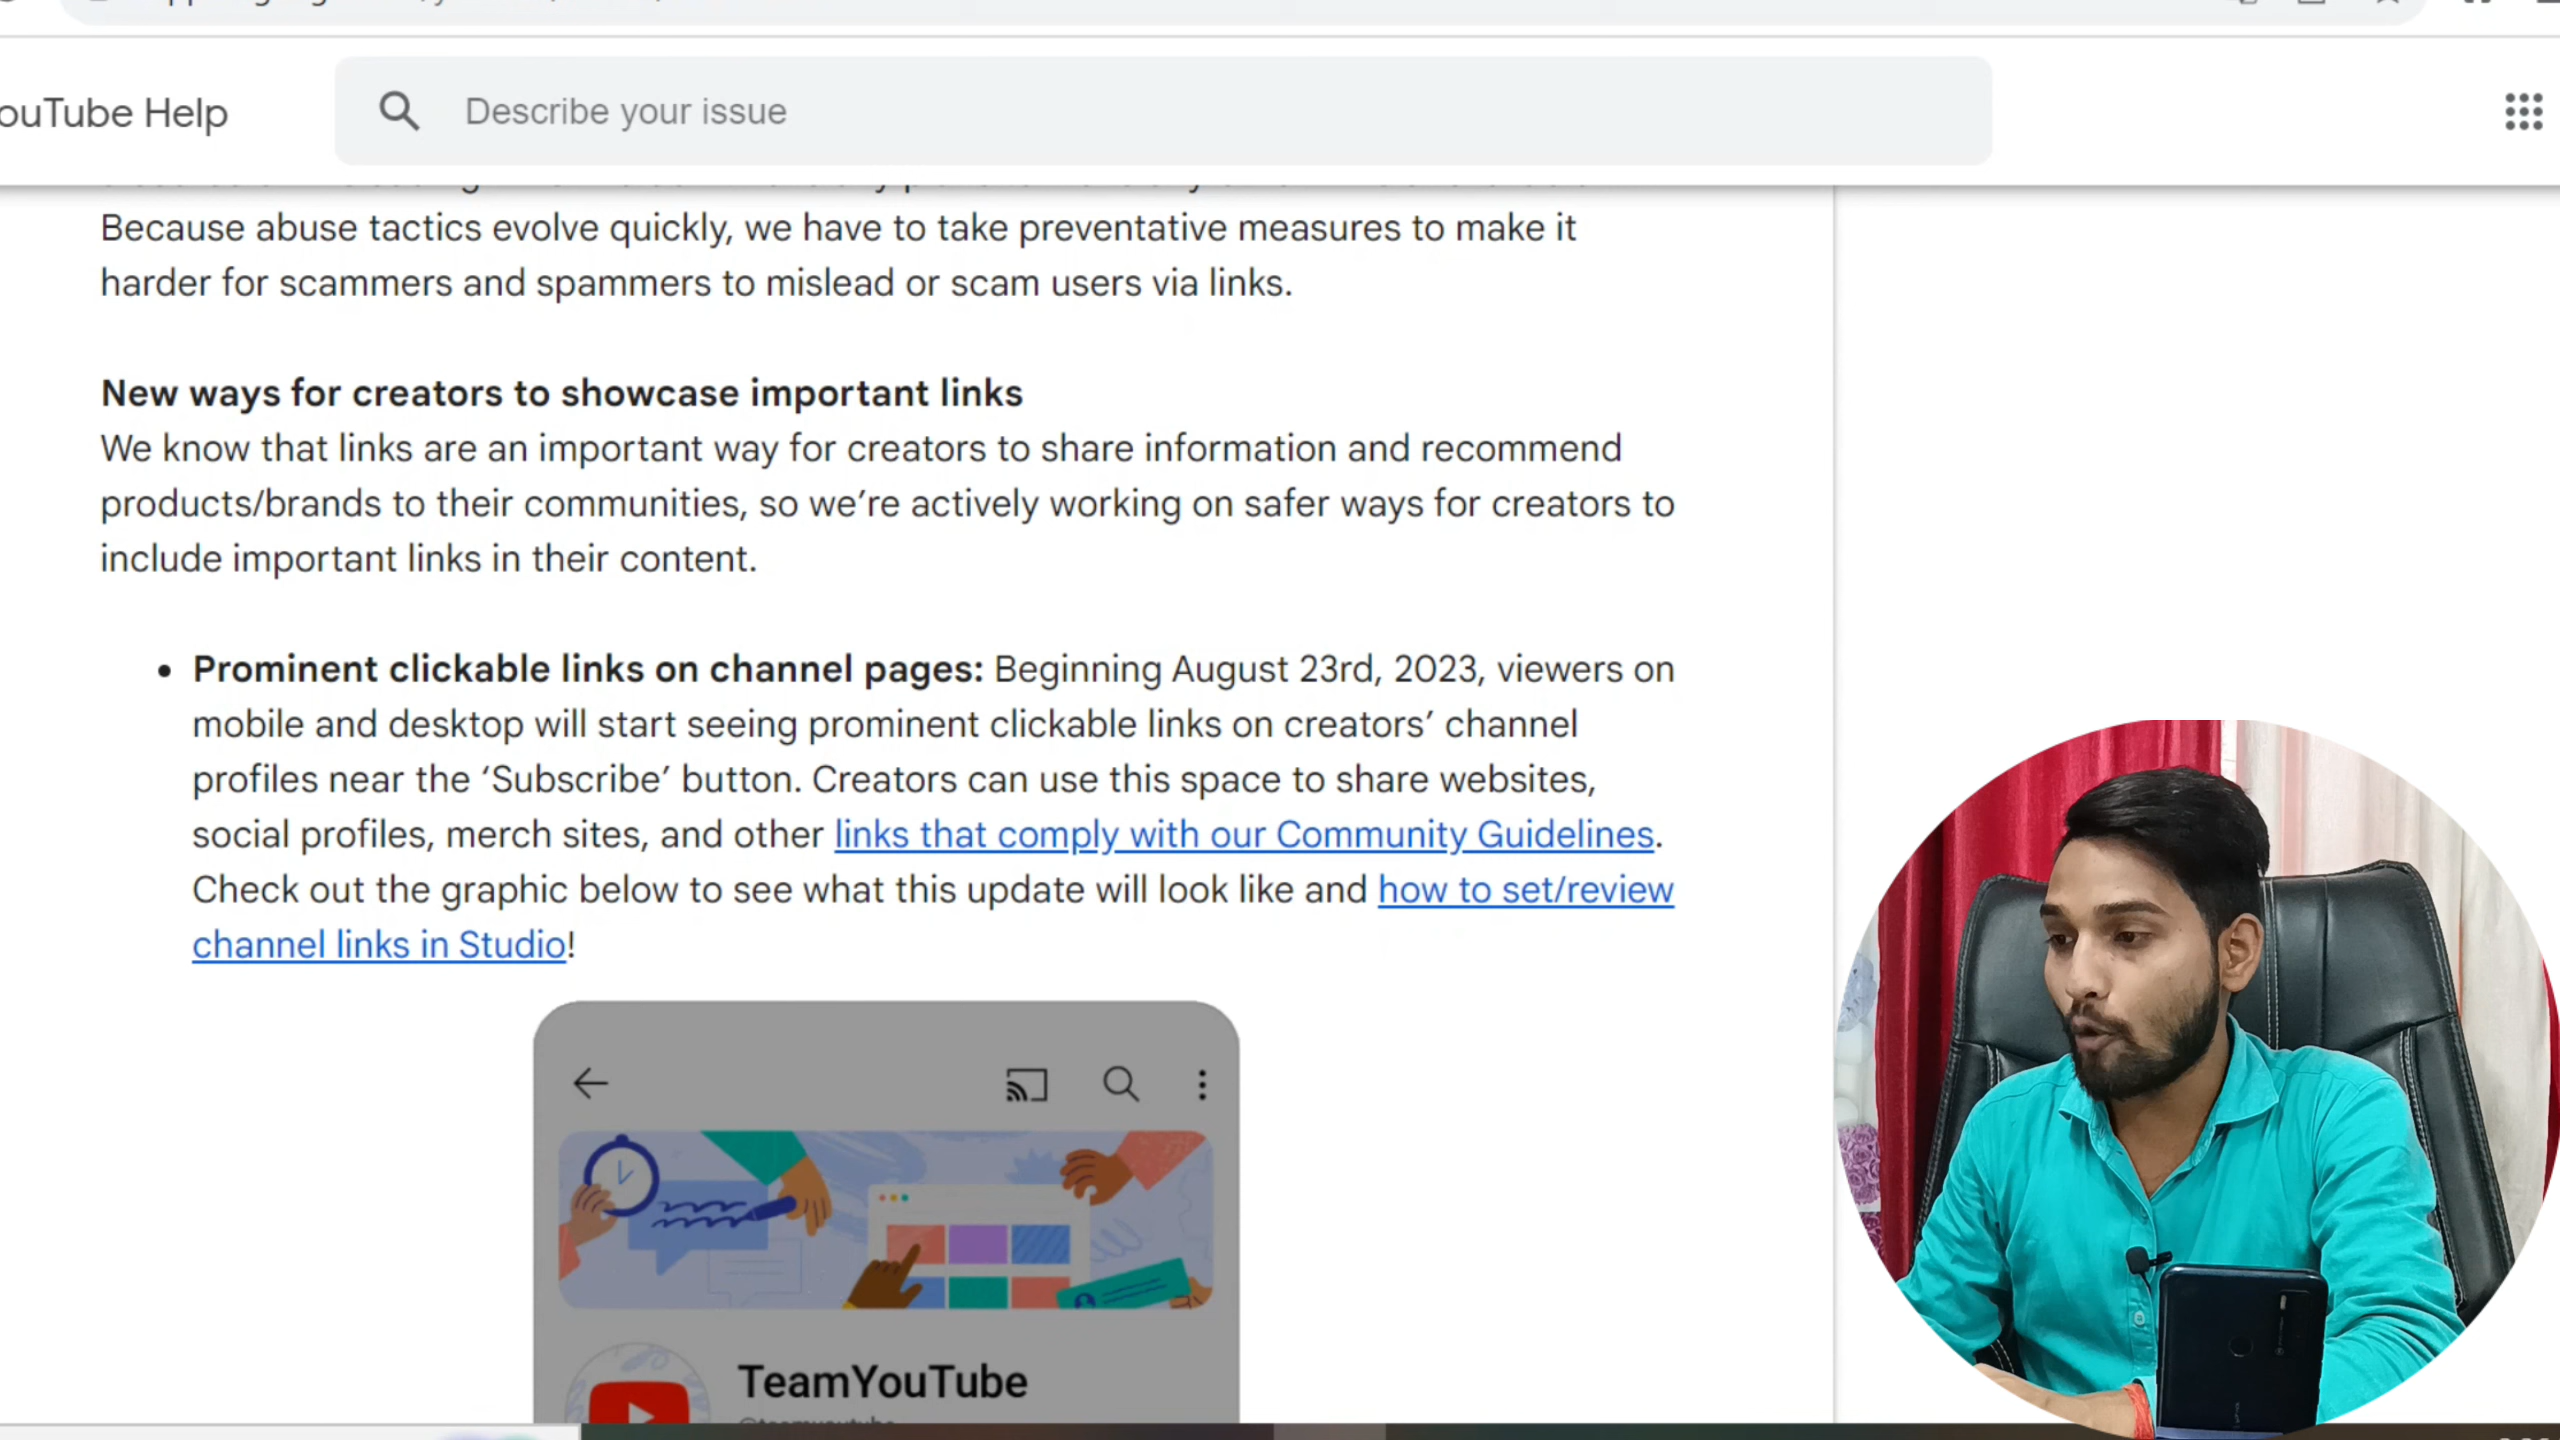 ouTube Help
Describe your issue
Because abuse tactics evolve quickly, we have to take preventative measures to make it
harder for scammers and spammers to mislead or scam users via links.
New ways for creators to showcase important links
We know that links are an important way for creators to share information and recommend
products/brands to their communities, so we’re actively working on safer ways for creators to
include important links in their content.
• Prominent clickable links on channel pages: Beginning August 23rd, 2023, viewers on
mobile and desktop will start seeing prominent clickable links on creators’ channel
profiles near the ‘Subscribe’ button. Creators can use this space to share websites,
social profiles, merch sites, and other links that comply with our Community Guidelines.
Check out the graphic below to see what this update will look like and how to set/review
channel links in Studio!
TeamYouTube